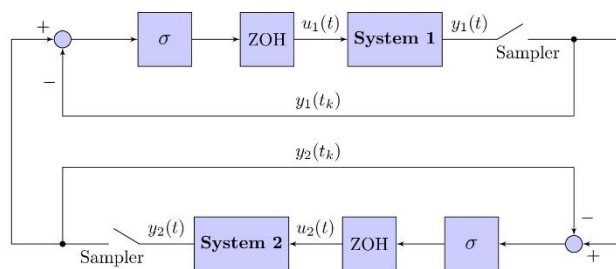 + σ ZOH u₁(t) System 1 y₁(t)
Sampler
−
y₁(tₖ)
y₂(tₖ)
−
Sampler y₂(t) System 2 u₂(t) ZOH σ +